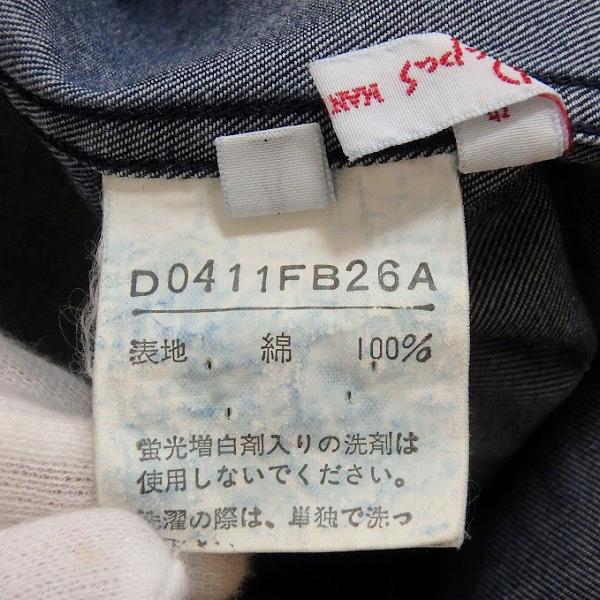 MAN
D0411FB26A
表地 綿 100%
蛍光増白剤入りの洗剤は
使用しないでください。
洗濯の際は、単独で洗っ